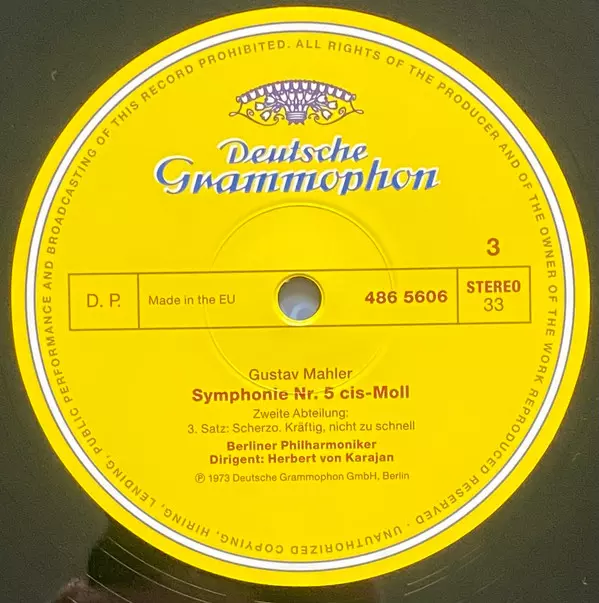 UNAUTHORIZED COPYING, HIRING, LENDING, PUBLIC PERFORMANCE AND BROADCASTING OF THIS RECORD PROHIBITED. ALL RIGHTS OF THE PRODUCER AND OF THE OWNER OF THE WORK REPRODUCED RESERVED ·
Deutsche
Grammophon
3
D. P.
Made in the EU
486 5606
STEREO
33
Gustav Mahler
Symphonie Nr. 5 cis-Moll
Zweite Abteilung:
3. Satz: Scherzo. Kräftig, nicht zu schnell
Berliner Philharmoniker
Dirigent: Herbert von Karajan
℗ 1973 Deutsche Grammophon GmbH, Berlin